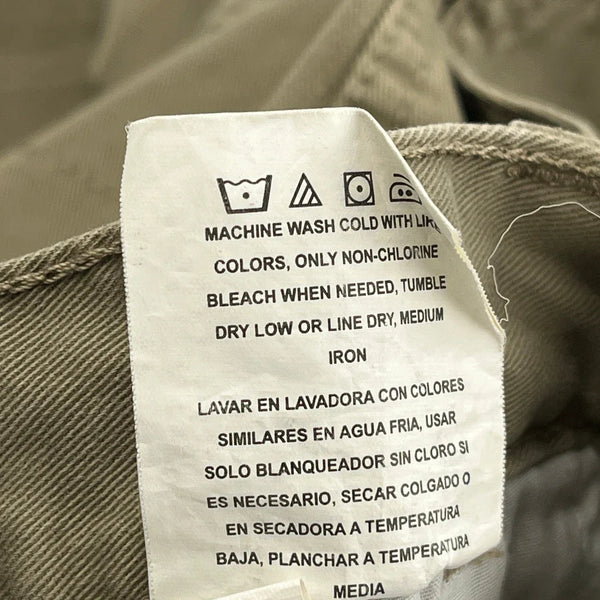 MACHINE WASH COLD WITH LIKE
COLORS, ONLY NON-CHLORINE
BLEACH WHEN NEEDED, TUMBLE
DRY LOW OR LINE DRY, MEDIUM
IRON
LAVAR EN LAVADORA CON COLORES
SIMILARES EN AGUA FRIA, USAR
SOLO BLANQUEADOR SIN CLORO SI
ES NECESARIO, SECAR COLGADO O
EN SECADORA A TEMPERATURA
BAJA, PLANCHAR A TEMPERATURA
MEDIA